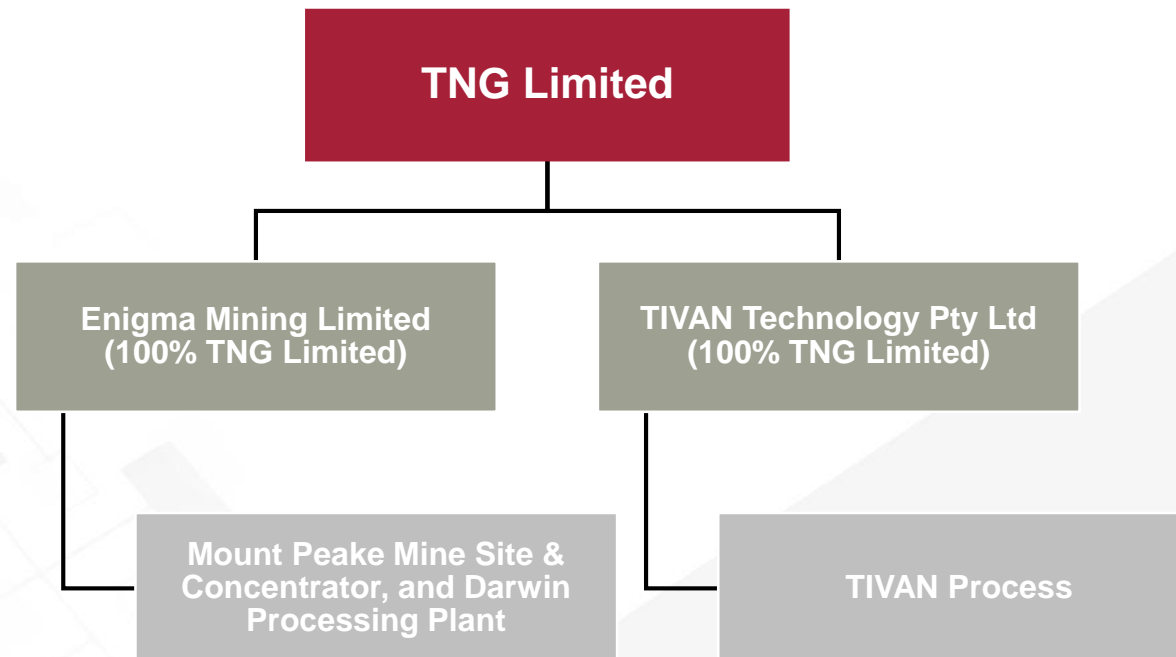 TNG Limited
Enigma Mining Limited
(100% TNG Limited)
TIVAN Technology Pty Ltd
(100% TNG Limited)
Mount Peake Mine Site &
Concentrator, and Darwin
Processing Plant
TIVAN Process